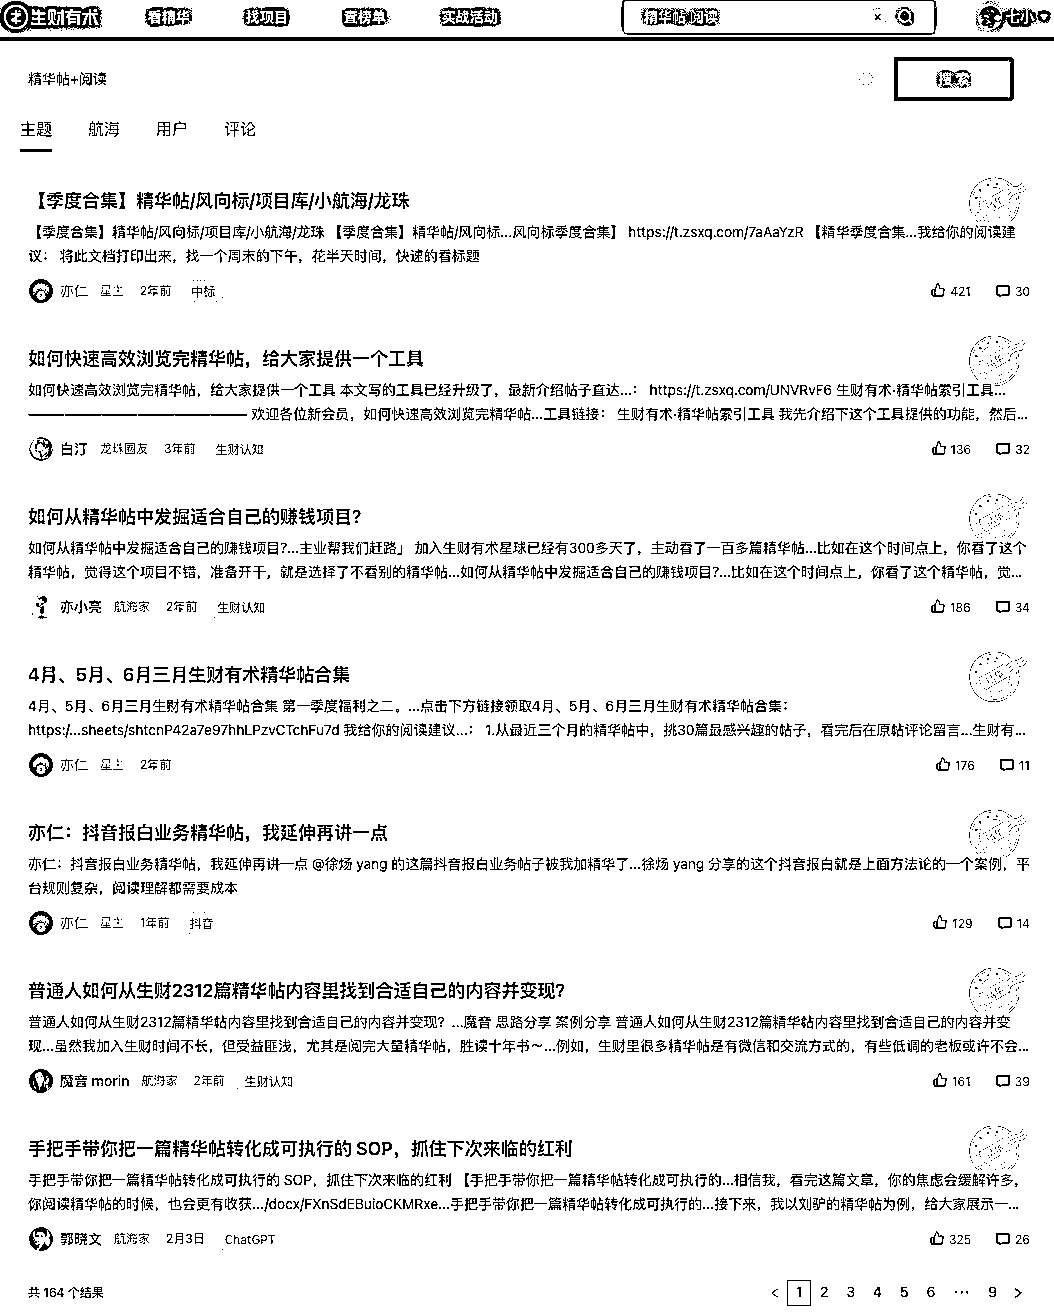 生财有术 看精华 找项目 查榜单 实战活动 精华帖 阅读 × 七小
精华帖+阅读 搜索
主题 航海 用户 评论
【季度合集】精华帖/风向标/项目库/小航海/龙珠
【季度合集】精华帖/风向标/项目库/小航海/龙珠 【季度合集】精华帖/风向标...风向标季度合集】 https://t.zsxq.com/7aAaYzR 【精华季度合集...我给你的阅读建
议： 将此文档打印出来，找一个周末的下午，花半天时间，快速的看标题
亦仁 星主 2年前 中标 421 30
如何快速高效浏览完精华帖，给大家提供一个工具
如何快速高效浏览完精华帖，给大家提供一个工具 本文写的工具已经升级了，最新介绍帖子直达...： https://t.zsxq.com/UNVRvF6 生财有术·精华帖索引工具...
———————————————— 欢迎各位新会员，如何快速高效浏览完精华帖...工具链接： 生财有术·精华帖索引工具 我先介绍下这个工具提供的功能，然后...
白汀 龙珠圈友 3年前 生财认知 136 32
如何从精华帖中发掘适合自己的赚钱项目？
如何从精华帖中发掘适合自己的赚钱项目？...主业帮我们赶路」 加入生财有术星球已经有300多天了，主动看了一百多篇精华帖...比如在这个时间点上，你看了这个
精华帖，觉得这个项目不错，准备开干，就是选择了不看别的精华帖...如何从精华帖中发掘适合自己的赚钱项目？...比如在这个时间点上，你看了这个精华帖，觉...
亦小亮 航海家 2年前 生财认知 186 34
4月、5月、6月三月生财有术精华帖合集
4月、5月、6月三月生财有术精华帖合集 第一季度福利之二。...点击下方链接领取4月、5月、6月三月生财有术精华帖合集：
https:/...sheets/shtcnP42a7e97hhLPzvCTchFu7d 我给你的阅读建议...： 1.从最近三个月的精华帖中，挑30篇最感兴趣的帖子，看完后在原帖评论留言...生财有...
亦仁 星主 2年前 176 11
亦仁：抖音报白业务精华帖，我延伸再讲一点
亦仁：抖音报白业务精华帖，我延伸再讲一点 @徐炀 yang 的这篇抖音报白业务帖子被我加精华了...徐炀 yang 分享的这个抖音报白就是上面方法论的一个案例，平
台规则复杂，阅读理解都需要成本
亦仁 星主 1年前 抖音 129 14
普通人如何从生财2312篇精华帖内容里找到合适自己的内容并变现？
普通人如何从生财2312篇精华帖内容里找到合适自己的内容并变现？...魔音 思路分享 案例分享 普通人如何从生财2312篇精华帖内容里找到合适自己的内容并变
现...虽然我加入生财时间不长，但受益匪浅，尤其是阅完大量精华帖，胜读十年书～...例如，生财里很多精华帖是有微信和交流方式的，有些低调的老板或许不会...
魔音 morin 航海家 2年前 生财认知 161 39
手把手带你把一篇精华帖转化成可执行的 SOP，抓住下次来临的红利
手把手带你把一篇精华帖转化成可执行的 SOP，抓住下次来临的红利 【手把手带你把一篇精华帖转化成可执行的...相信我，看完这篇文章，你的焦虑会缓解许多，
你阅读精华帖的时候，也会更有收获.../docx/FXnSdEBuioCKMRxe...手把手带你把一篇精华帖转化成可执行的...接下来，我以刘驴的精华帖为例，给大家展示一...
郭晓文 航海家 2月3日 ChatGPT 325 26
共 164 个结果 < 1 2 3 4 5 6 ··· 9 >